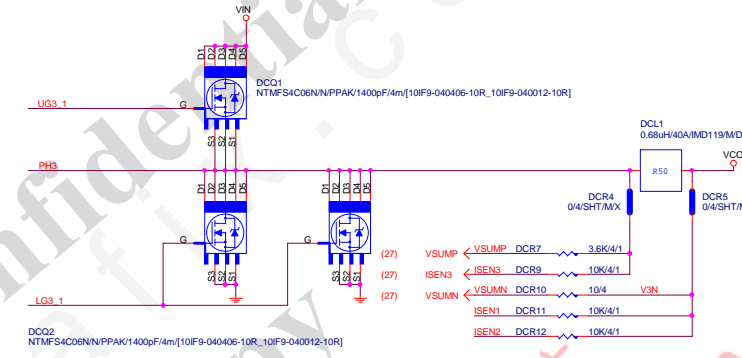 VIN
D1 D2 D3 D4 D5
DCQ1
NTMFS4C06N/N/PPAK/1400pF/4m/[10IF9-040406-10R_10IF9-040012-10R]
UG3_1
G
S3 S2 S1
DCL1
0.68uH/40A/IMD119/M/D
VCO
PH3
R50
D1 D2 D3 D4 D5
D1 D2 D3 D4 D5
DCR4
0/4/SHT/M/X
DCR5
0/4/SHT/M
G
G
S3 S2 S1
S3 S2 S1
(27) VSUMP VSUMP DCR7 3.6K/4/1
(27) ISEN3 ISEN3 DCR9 10K/4/1
(27) VSUMN VSUMN DCR10 10/4 V3N
ISEN1 DCR11 10K/4/1
ISEN2 DCR12 10K/4/1
LG3_1
DCQ2
NTMFS4C06N/N/PPAK/1400pF/4m/[10IF9-040406-10R_10IF9-040012-10R]